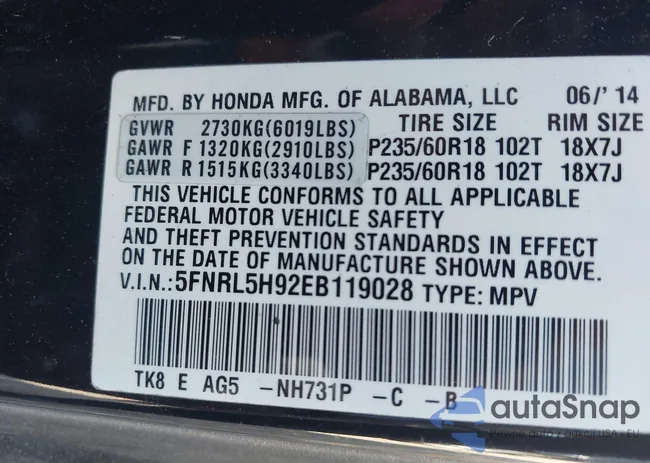 MFD. BY HONDA MFG. OF ALABAMA, LLC 06/'14
GVWR 2730KG(6019LBS) TIRE SIZE RIM SIZE
GAWR F 1320KG(2910LBS) P235/60R18 102T 18X7J
GAWR R 1515KG(3340LBS) P235/60R18 102T 18X7J
THIS VEHICLE CONFORMS TO ALL APPLICABLE
FEDERAL MOTOR VEHICLE SAFETY
AND THEFT PREVENTION STANDARDS IN EFFECT
ON THE DATE OF MANUFACTURE SHOWN ABOVE.
V.I.N.:5FNRL5H92EB119028 TYPE: MPV
TK8 E AG5 -NH731P -C -B
autaSnap